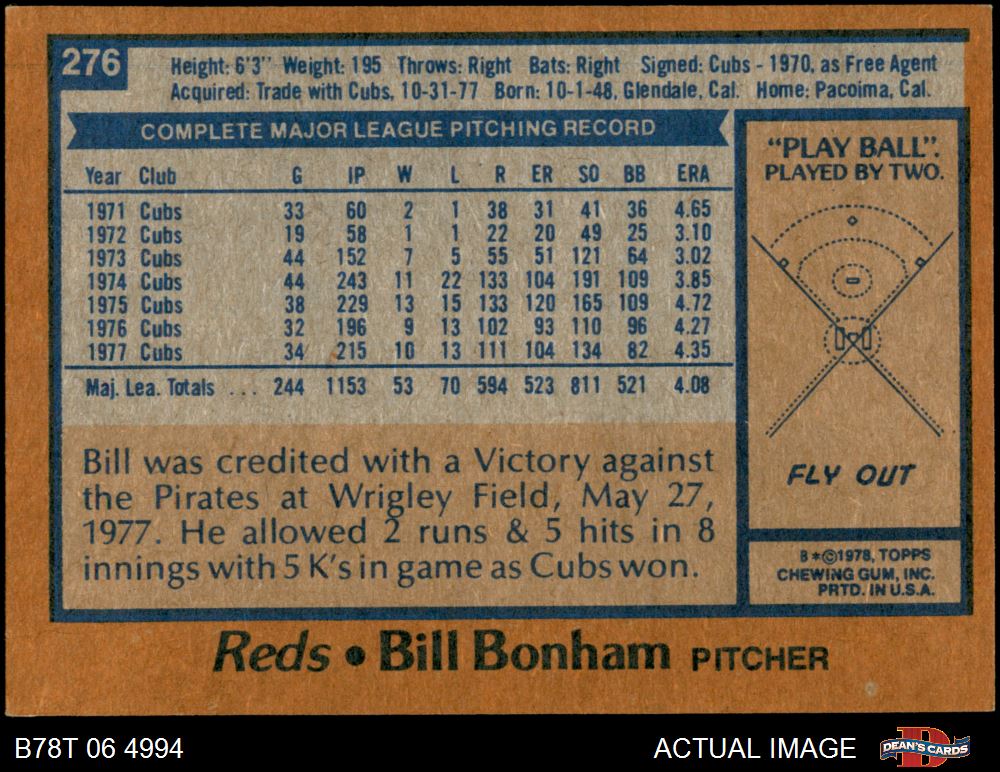 276
Height: 6'3" Weight: 195 Throws: Right Bats: Right Signed: Cubs - 1970, as Free Agent
Acquired: Trade with Cubs, 10-31-77 Born: 10-1-48, Glendale, Cal. Home: Pacoima, Cal.
COMPLETE MAJOR LEAGUE PITCHING RECORD
Year Club G IP W L R ER SO BB ERA
1971 Cubs 33 60 2 1 38 31 41 36 4.65
1972 Cubs 19 58 1 1 22 20 49 25 3.10
1973 Cubs 44 152 7 5 55 51 121 64 3.02
1974 Cubs 44 243 11 22 133 104 191 109 3.85
1975 Cubs 38 229 13 15 133 120 165 109 4.72
1976 Cubs 32 196 9 13 102 93 110 96 4.27
1977 Cubs 34 215 10 13 111 104 134 82 4.35
Maj. Lea. Totals ... 244 1153 53 70 594 523 811 521 4.08
Bill was credited with a Victory against
the Pirates at Wrigley Field, May 27,
1977. He allowed 2 runs & 5 hits in 8
innings with 5 K's in game as Cubs won.
"PLAY BALL".
PLAYED BY TWO.
FLY OUT
B*©1978, TOPPS
CHEWING GUM, INC.
PRTD. IN U.S.A.
Reds • Bill Bonham PITCHER
B78T 06 4994
ACTUAL IMAGE
D
DEAN'S CARDS